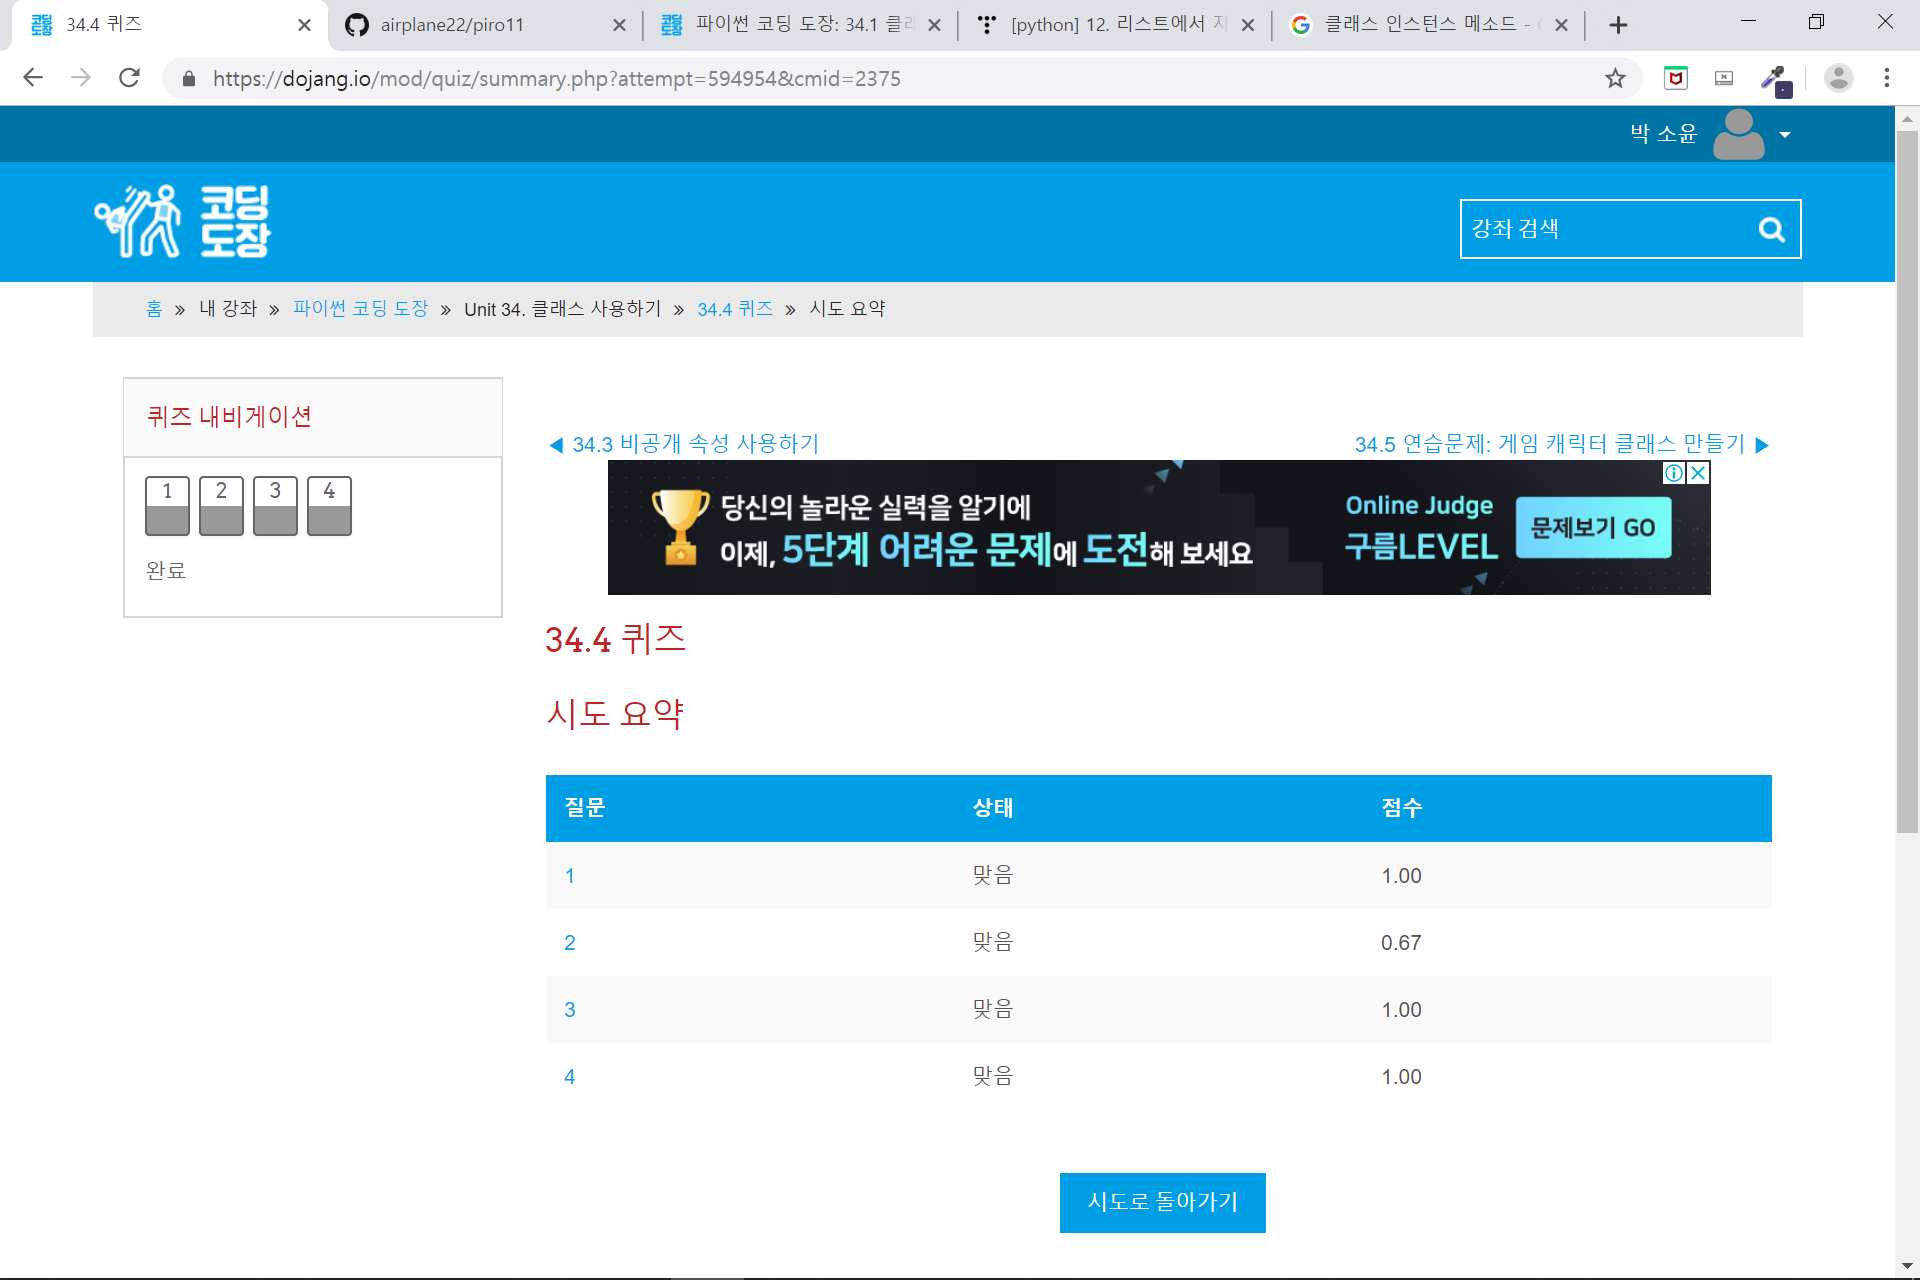 34.4 퀴즈
airplane22/piro11
파이썬 코딩 도장: 34.1 클래
[python] 12. 리스트에서 지
클래스 인스턴스 메소드 -
https://dojang.io/mod/quiz/summary.php?attempt=594954&cmid=2375
박 소윤
코딩
도장
강좌 검색
홈 » 내 강좌 » 파이썬 코딩 도장 » Unit 34. 클래스 사용하기 » 34.4 퀴즈 » 시도 요약
퀴즈 내비게이션
1 2 3 4
완료
◀ 34.3 비공개 속성 사용하기
34.5 연습문제: 게임 캐릭터 클래스 만들기 ▶
당신의 놀라운 실력을 알기에
이제, 5단계 어려운 문제에 도전해 보세요
Online Judge
구름LEVEL
문제보기 GO
34.4 퀴즈
시도 요약
질문 상태 점수
1 맞음 1.00
2 맞음 0.67
3 맞음 1.00
4 맞음 1.00
시도로 돌아가기